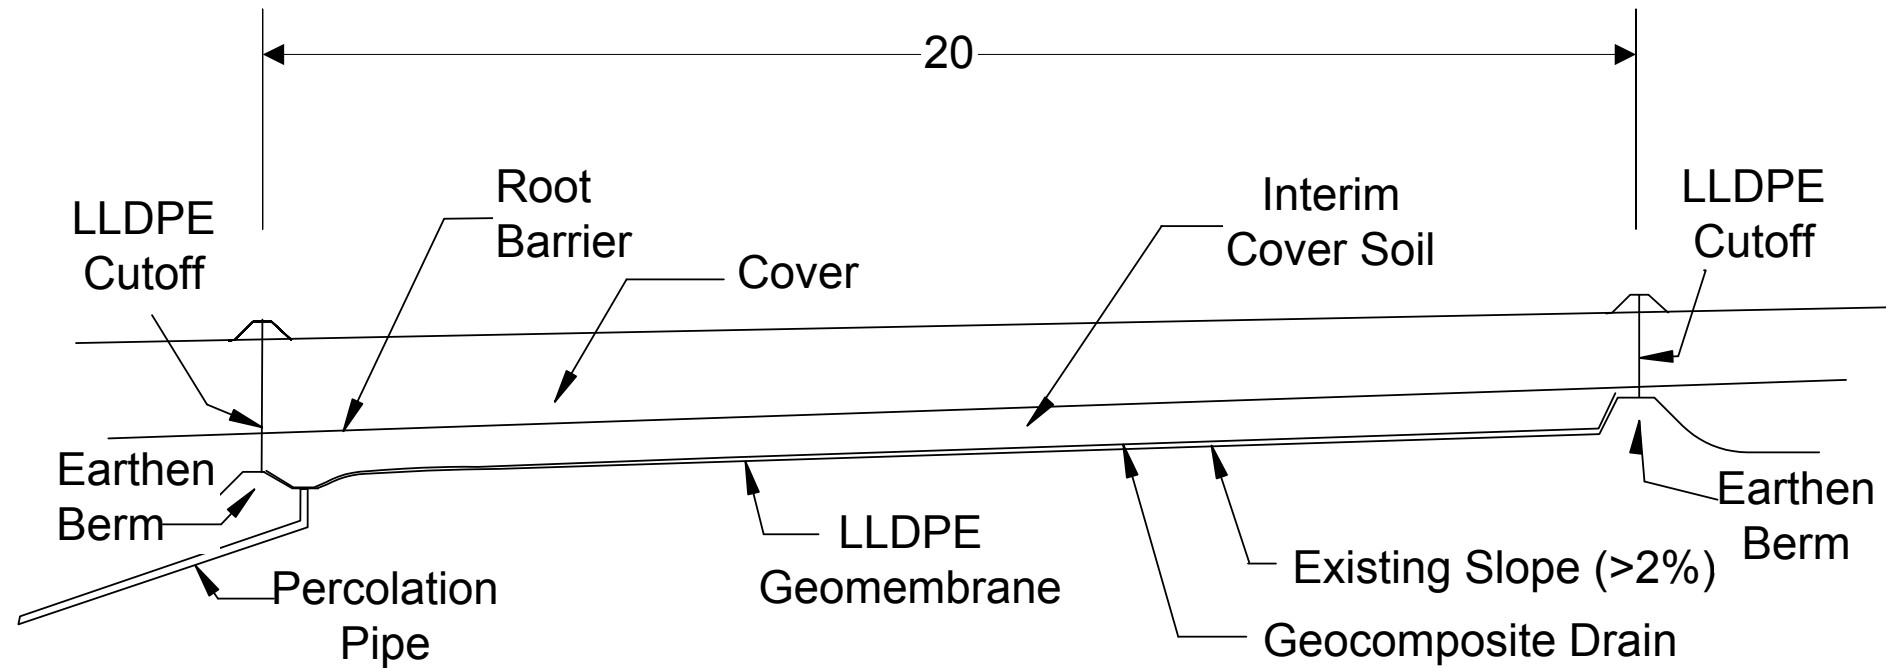 20
Root
Barrier
Interim
Cover Soil
LLDPE
Cutoff
LLDPE
Cutoff
Cover
Earthen
Berm
LLDPE
Geomembrane
Existing Slope (>2%)
Earthen
Berm
Percolation
Pipe
Geocomposite Drain